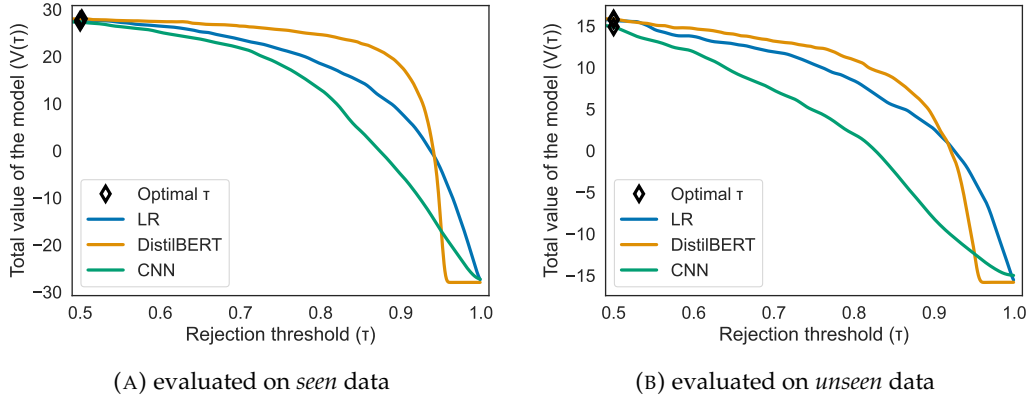 Total value of the model (V(τ))
30
20
10
0
−10
−20
−30
Optimal τ
LR
DistilBERT
CNN
0.5 0.6 0.7 0.8 0.9 1.0
Rejection threshold (τ)
(A) evaluated on seen data
Total value of the model (V(τ))
15
10
5
0
−5
−10
−15
Optimal τ
LR
DistilBERT
CNN
0.5 0.6 0.7 0.8 0.9 1.0
Rejection threshold (τ)
(B) evaluated on unseen data